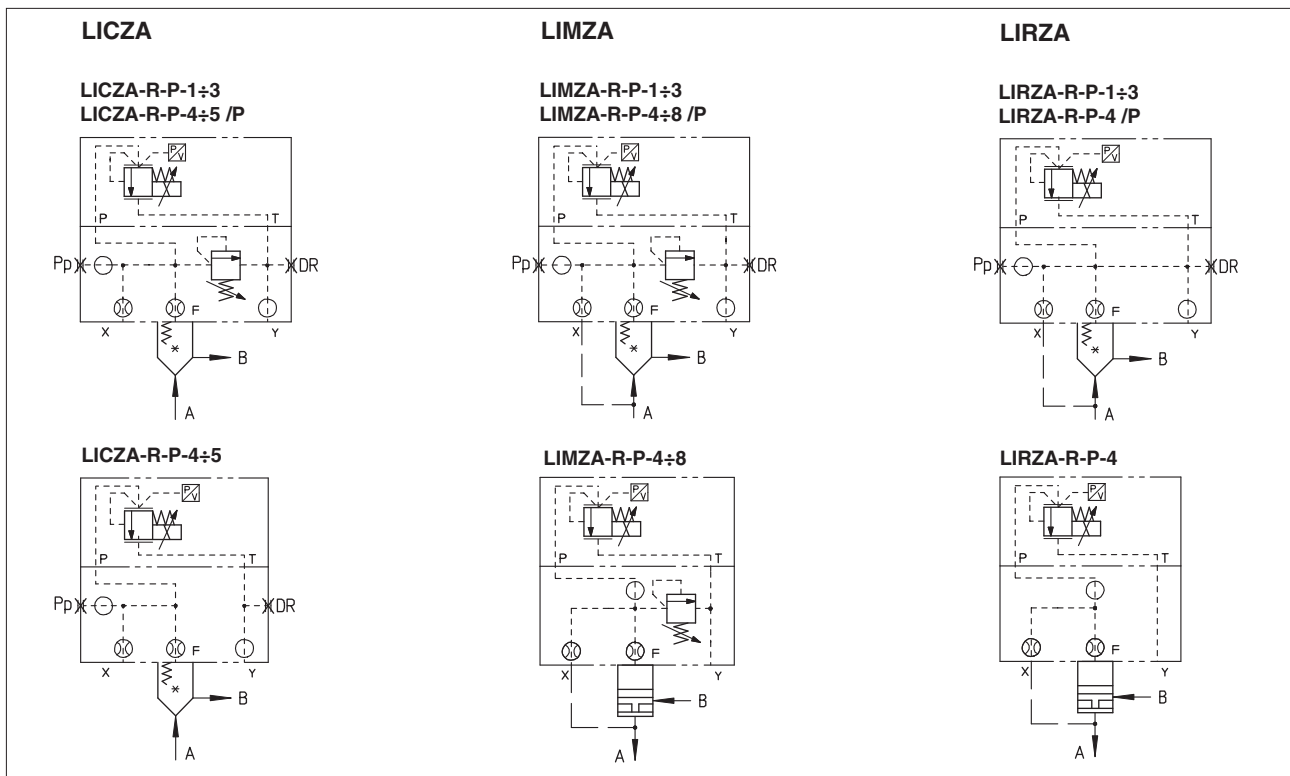 LICZA
LICZA-R-P-1÷3
LICZA-R-P-4÷5 /P
P/V
P
T
Pp
DR
X
F
Y
B
A
LICZA-R-P-4÷5
P/V
P
T
Pp
DR
X
F
Y
B
A
LIMZA
LIMZA-R-P-1÷3
LIMZA-R-P-4÷8 /P
P/V
P
T
Pp
DR
X
F
Y
B
A
LIMZA-R-P-4÷8
P/V
P
T
X
F
Y
B
A
LIRZA
LIRZA-R-P-1÷3
LIRZA-R-P-4 /P
P/V
P
T
Pp
DR
X
F
Y
B
A
LIRZA-R-P-4
P/V
P
T
X
F
Y
B
A